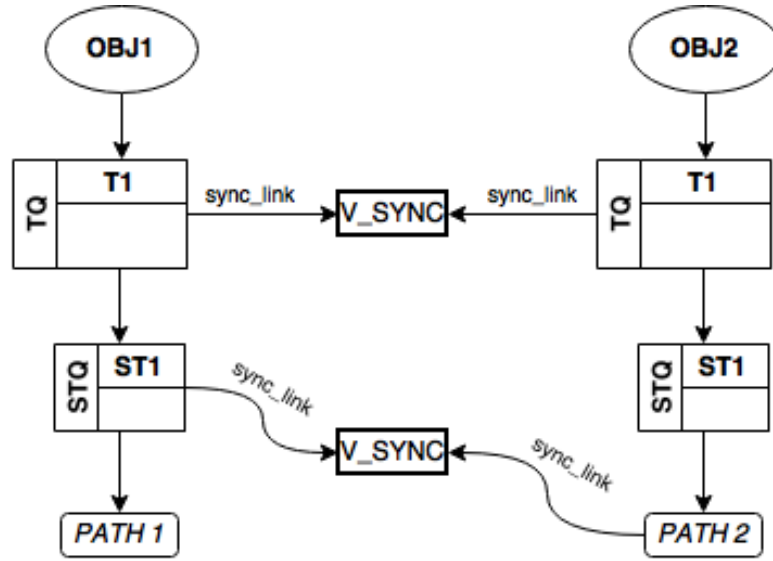 OBJ1
OBJ2
TQ
T1
sync_link
V_SYNC
sync_link
TQ
T1
STQ
ST1
sync_link
V_SYNC
sync_link
STQ
ST1
PATH 1
PATH 2